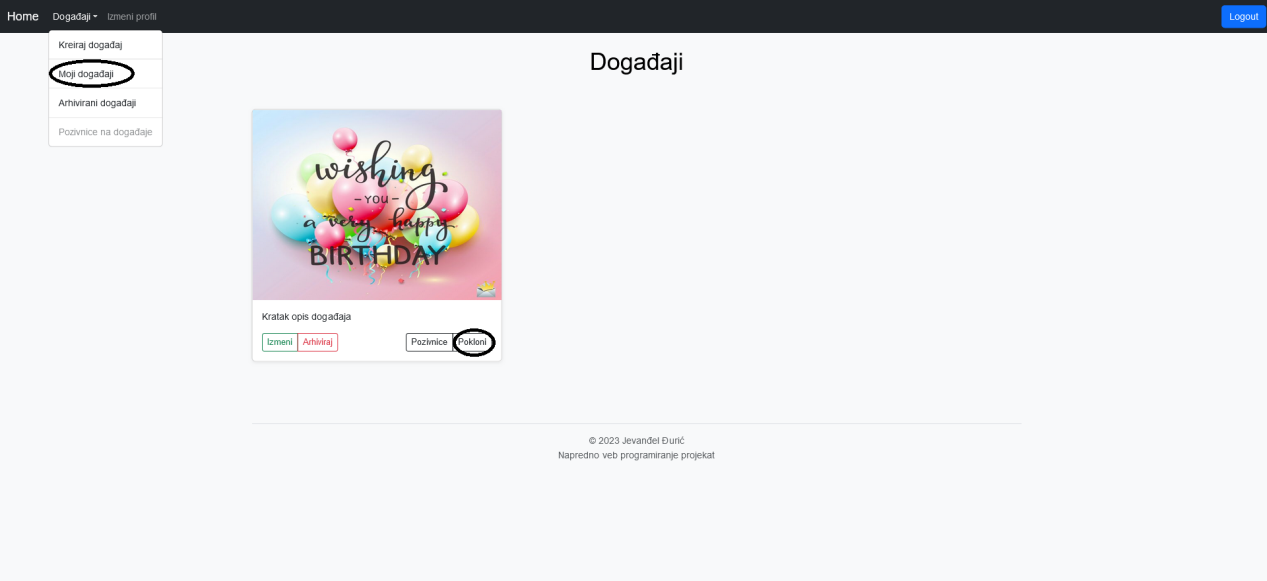 Home Događaji Izmeni profil Logout
Kreiraj događaj
Moji događaji
Arhivirani događaji
Pozivnice na događaje
Događaji
wishing
- YOU -
a very happy
BIRTHDAY
Kratak opis događaja
Izmeni Arhiviraj Pozivnice Pokloni
© 2023 Jevanđel Đurić
Napredno veb programiranje projekat